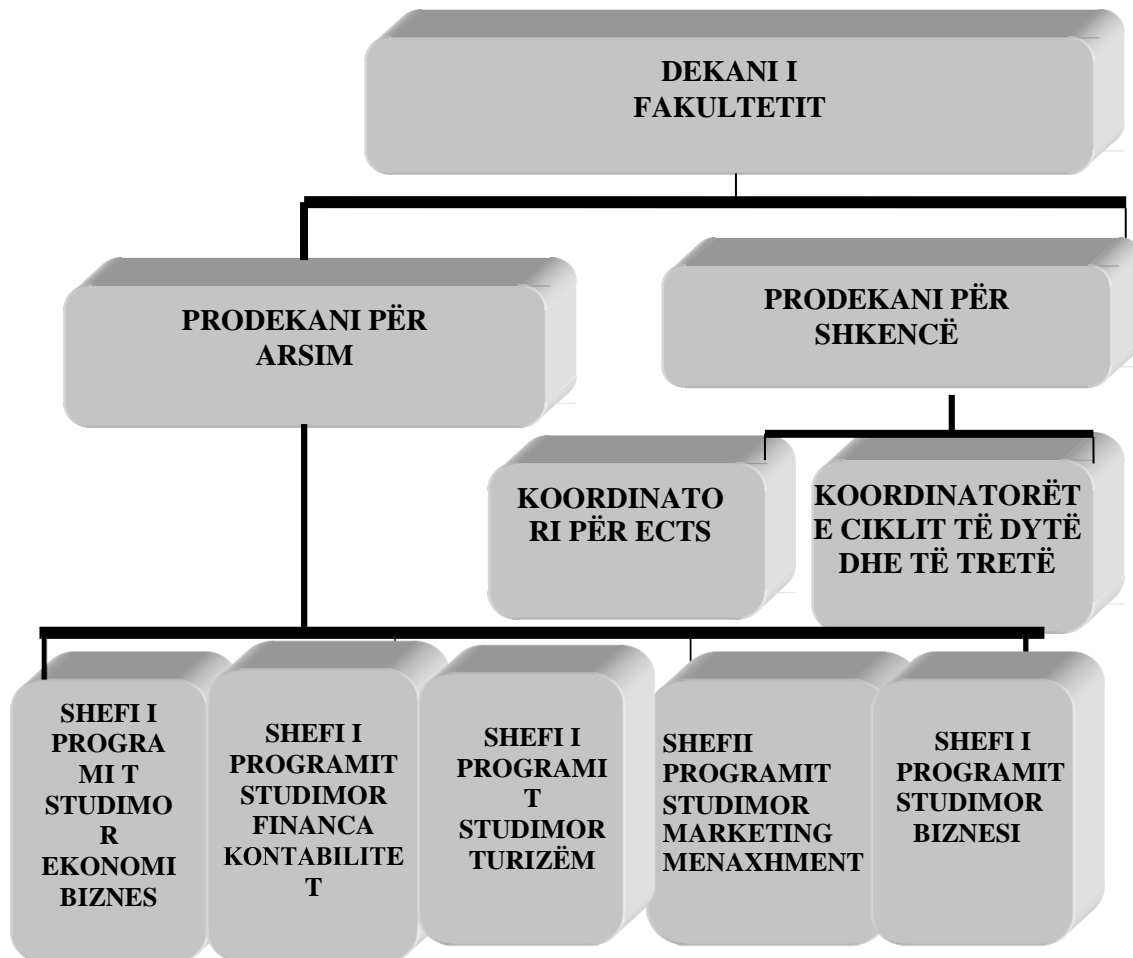 DEKANI I
FAKULTETIT
PRODEKANI PËR
ARSIM
PRODEKANI PËR
SHKENCË
KOORDINATO
RI PËR ECTS
KOORDINATORËT
E CIKLIT TË DYTË
DHE TË TRETË
SHEFI I
PROGRA
MI T
STUDIMO
R
EKONOMI
BIZNES
SHEFI I
PROGRAMIT
STUDIMOR
FINANCA
KONTABILITE
T
SHEFI I
PROGRAMI
T
STUDIMOR
TURIZËM
SHEFII
PROGRAMIT
STUDIMOR
MARKETING
MENAXHMENT
SHEFI I
PROGRAMIT
STUDIMOR
BIZNESI